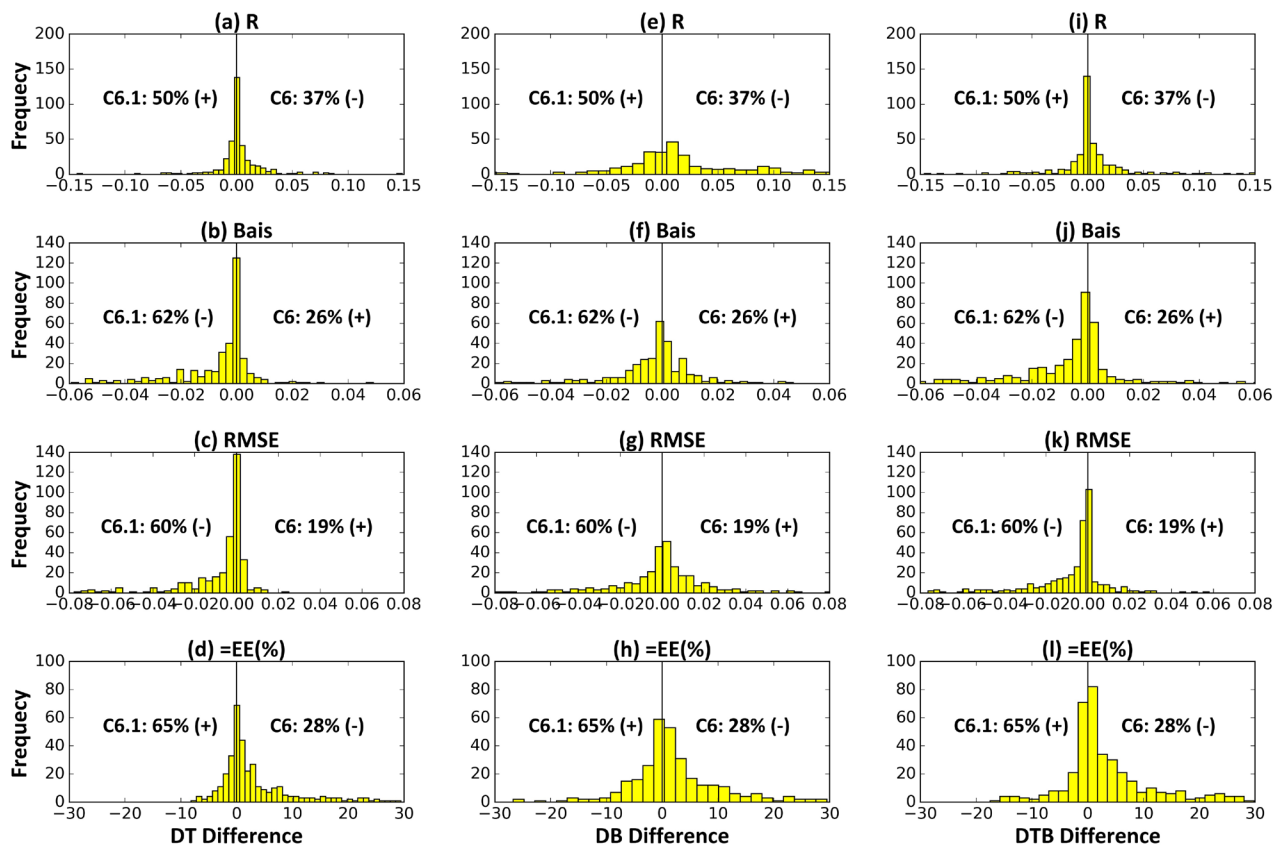 (a) R
200
150
100
50
0
Frequecy
C6.1: 50% (+) C6: 37% (-)
−0.15 −0.10 −0.05 0.00 0.05 0.10 0.15
(e) R
200
150
100
50
0
C6.1: 50% (+) C6: 37% (-)
−0.15 −0.10 −0.05 0.00 0.05 0.10 0.15
(i) R
200
150
100
50
0
C6.1: 50% (+) C6: 37% (-)
−0.15 −0.10 −0.05 0.00 0.05 0.10 0.15
(b) Bais
140
120
100
80
60
40
20
0
Frequecy
C6.1: 62% (-) C6: 26% (+)
−0.06 −0.04 −0.02 0.00 0.02 0.04 0.06
(f) Bais
140
120
100
80
60
40
20
0
C6.1: 62% (-) C6: 26% (+)
−0.06 −0.04 −0.02 0.00 0.02 0.04 0.06
(j) Bais
140
120
100
80
60
40
20
0
C6.1: 62% (-) C6: 26% (+)
−0.06 −0.04 −0.02 0.00 0.02 0.04 0.06
(c) RMSE
140
120
100
80
60
40
20
0
Frequecy
C6.1: 60% (-) C6: 19% (+)
−0.08 −0.06 −0.04 −0.02 0.00 0.02 0.04 0.06 0.08
(g) RMSE
140
120
100
80
60
40
20
0
C6.1: 60% (-) C6: 19% (+)
−0.08 −0.06 −0.04 −0.02 0.00 0.02 0.04 0.06 0.08
(k) RMSE
140
120
100
80
60
40
20
0
C6.1: 60% (-) C6: 19% (+)
−0.08 −0.06 −0.04 −0.02 0.00 0.02 0.04 0.06 0.08
(d) =EE(%)
100
80
60
40
20
0
Frequecy
C6.1: 65% (+) C6: 28% (-)
−30 −20 −10 0 10 20 30
DT Difference
(h) =EE(%)
100
80
60
40
20
0
C6.1: 65% (+) C6: 28% (-)
−30 −20 −10 0 10 20 30
DB Difference
(l) =EE(%)
100
80
60
40
20
0
C6.1: 65% (+) C6: 28% (-)
−30 −20 −10 0 10 20 30
DTB Difference